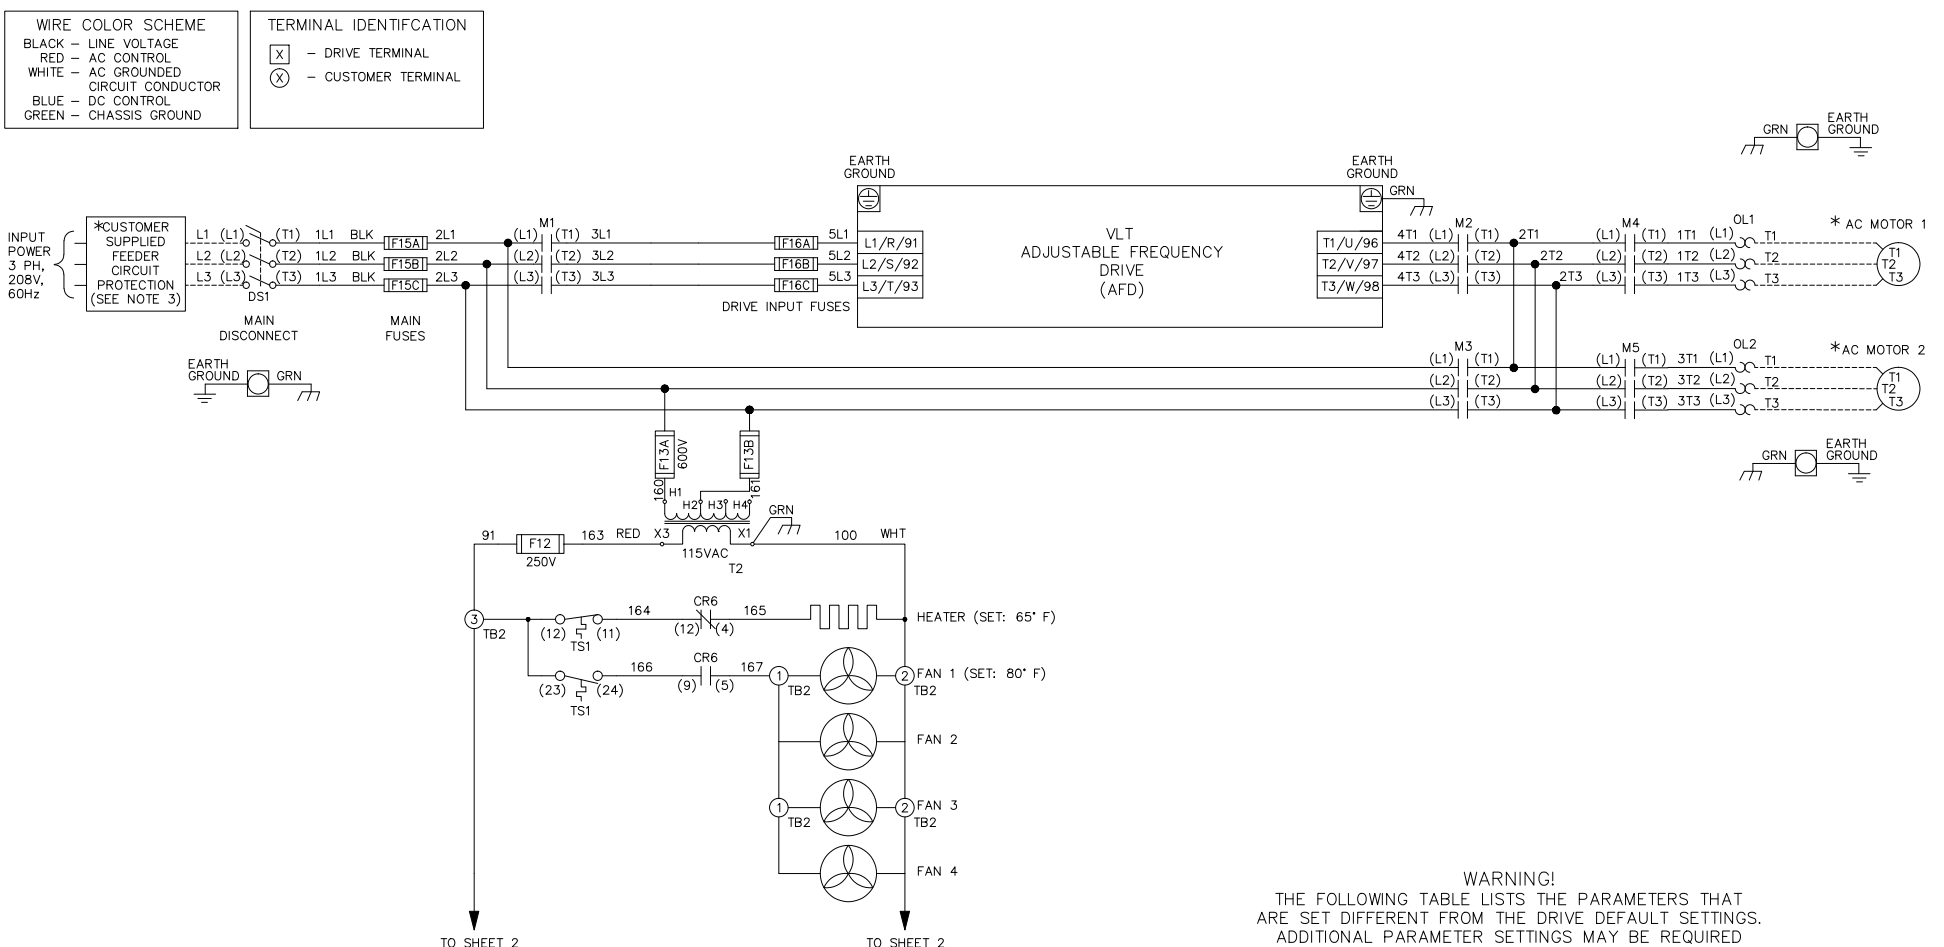 WIRE COLOR SCHEME
BLACK – LINE VOLTAGE
RED – AC CONTROL
WHITE – AC GROUNDED
CIRCUIT CONDUCTOR
BLUE – DC CONTROL
GREEN – CHASSIS GROUND
TERMINAL IDENTIFCATION
X – DRIVE TERMINAL
X – CUSTOMER TERMINAL
GRN
EARTH
GROUND
INPUT
POWER
3 PH,
208V,
60Hz
*CUSTOMER
SUPPLIED
FEEDER
CIRCUIT
PROTECTION
(SEE NOTE 3)
L1 (L1) (T1) 1L1 BLK F15A 2L1
L2 (L2) (T2) 1L2 BLK F15B 2L2
L3 (L3) (T3) 1L3 BLK F15C 2L3
DS1
MAIN
DISCONNECT
MAIN
FUSES
EARTH
GROUND
GRN
M1
(L1) (T1) 3L1 F16A 5L1
(L2) (T2) 3L2 F16B 5L2
(L3) (T3) 3L3 F16C 5L3
DRIVE INPUT FUSES
EARTH
GROUND
L1/R/91
L2/S/92
L3/T/93
VLT
ADJUSTABLE FREQUENCY
DRIVE
(AFD)
EARTH
GROUND
GRN
T1/U/96
T2/V/97
T3/W/98
M2
4T1 (L1) (T1) 2T1
4T2 (L2) (T2) 2T2
4T3 (L3) (T3) 2T3
M4
OL1
(L1) (T1) 1T1 (L1) T1
(L2) (T2) 1T2 (L2) T2
(L3) (T3) 1T3 (L3) T3
* AC MOTOR 1
T1
T2
T3
M3
(L1) (T1)
(L2) (T2)
(L3) (T3)
M5
OL2
(L1) (T1) 3T1 (L1) T1
(L2) (T2) 3T2 (L2) T2
(L3) (T3) 3T3 (L3) T3
*AC MOTOR 2
T1
T2
T3
GRN
EARTH
GROUND
F13A
600V
F13B
160
161
H1
H2 H3 H4
GRN
91 F12 163 RED X3 X1 100 WHT
250V
115VAC
T2
3
TB2
(12) (11) 164 CR6 165
TS1
(12) (4)
HEATER (SET: 65° F)
(23) (24) 166 CR6 167
TS1
(9) (5)
1
TB2
2
TB2
FAN 1 (SET: 80° F)
FAN 2
1
TB2
2
TB2
FAN 3
FAN 4
TO SHEET 2
TO SHEET 2
WARNING!
THE FOLLOWING TABLE LISTS THE PARAMETERS THAT
ARE SET DIFFERENT FROM THE DRIVE DEFAULT SETTINGS.
ADDITIONAL PARAMETER SETTINGS MAY BE REQUIRED